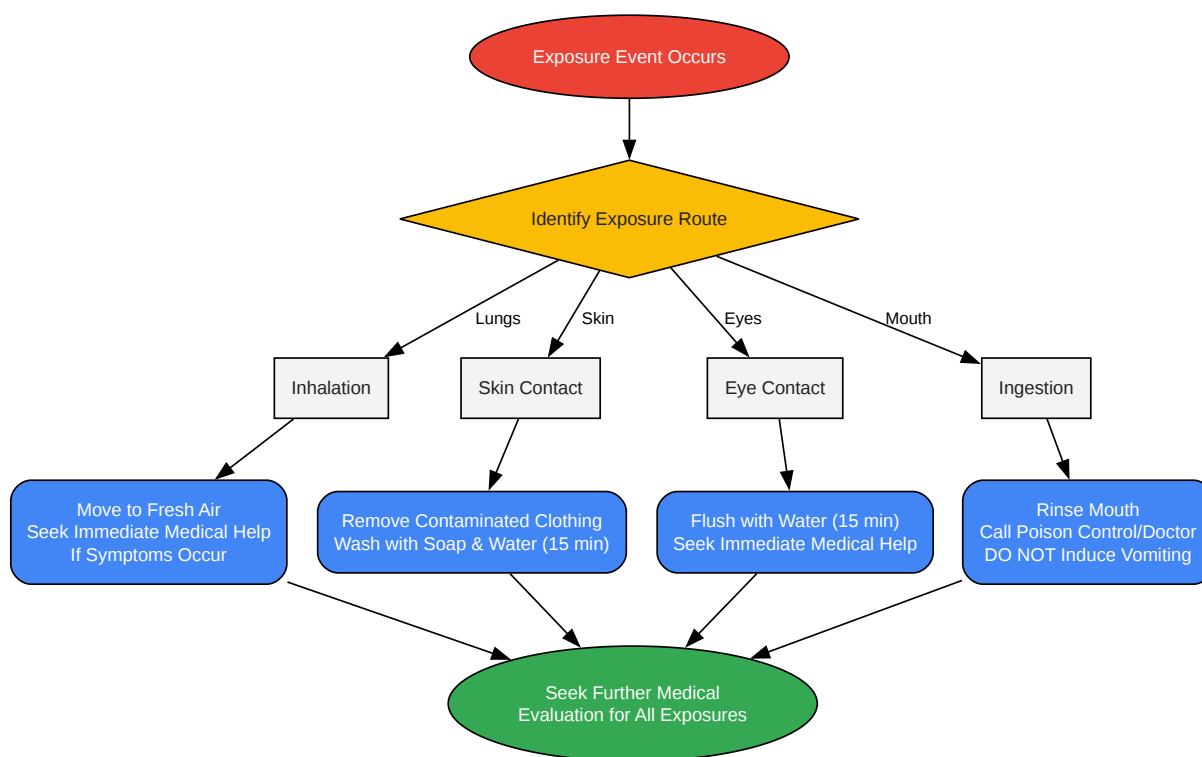 Exposure Event Occurs
Identify Exposure Route
Lungs
Skin
Eyes
Mouth
Inhalation
Skin Contact
Eye Contact
Ingestion
Move to Fresh Air
Seek Immediate Medical Help
If Symptoms Occur
Remove Contaminated Clothing
Wash with Soap & Water (15 min)
Flush with Water (15 min)
Seek Immediate Medical Help
Rinse Mouth
Call Poison Control/Doctor
DO NOT Induce Vomiting
Seek Further Medical
Evaluation for All Exposures